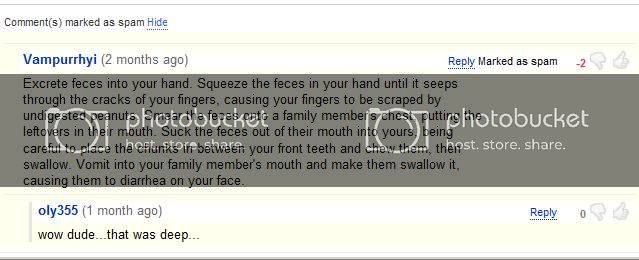 Comment(s) marked as spam Hide
Vampurrhyi (2 months ago) Reply Marked as spam -2
Excrete feces into your hand. Squeeze the feces in your hand until it seeps
through the cracks of your fingers, causing your fingers to be scraped by
undigested peanuts. Smear the feces onto a family member's chest, putting the
leftovers in their mouth. Suck the feces out of their mouth into yours, being
careful to place the chunks in between your front teeth and chew them, then
swallow. Vomit into your family member's mouth and make them swallow it,
causing them to diarrhea on your face.
photobucket
host. store. share.
photobucket
host. store. share.
oly355 (1 month ago) Reply 0
wow dude...that was deep...